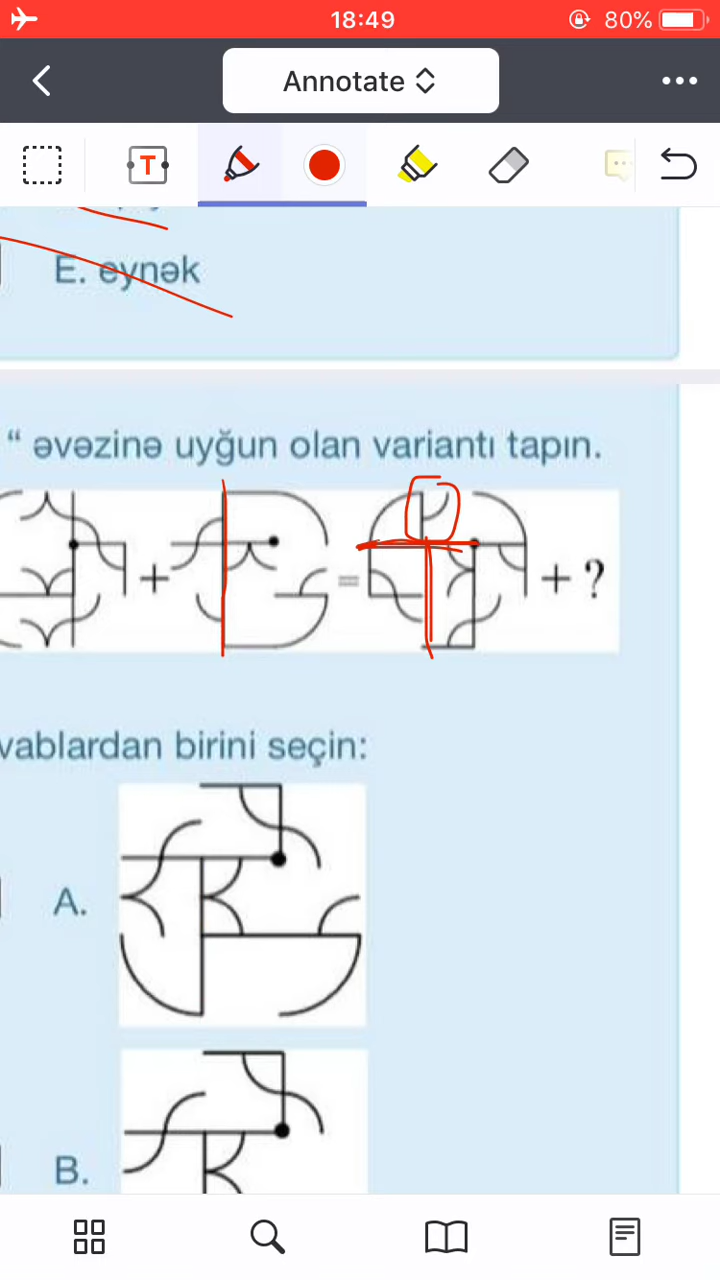 18:49
80%
Annotate
T
E. eynək
“ əvəzinə uyğun olan variantı tapın.
+ = + ?
vablardan birini seçin:
A.
B.